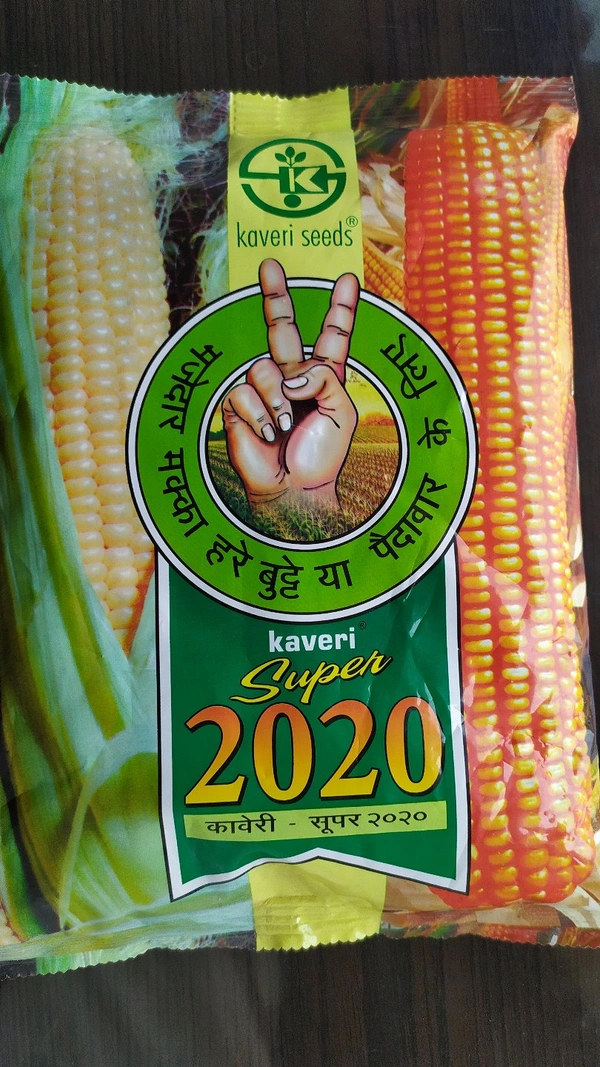 K
kaveri seeds®
मजेदार मक्का हरे बुट्टे या पैदावार के लिए
kaveri®
Super
2020
कावेरी - सूपर २०२०